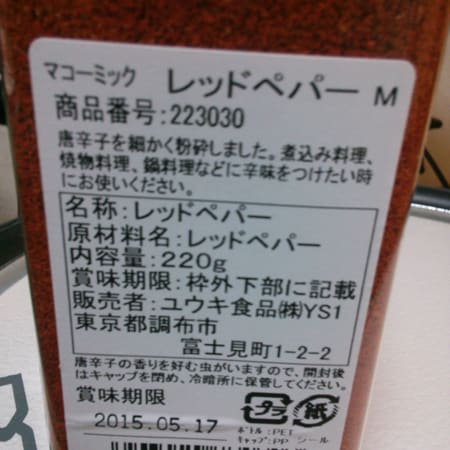 マコーミック レッドペパー M
商品番号:223030
唐辛子を細かく粉砕しました。煮込み料理、
焼物料理、鍋料理などに辛味をつけたい時
にお使いください。
名称:レッドペパー
原材料名:レッドペパー
内容量:220g
賞味期限:枠外下部に記載
販売者:ユウキ食品㈱YS1
東京都調布市
富士見町1-2-2
唐辛子の香りを好む虫がいますので、開封後
はキャップを閉め、冷暗所に保管してください。
賞味期限
2015.05.17
プラ 紙
ボトル:PET
キャップ:PP シール